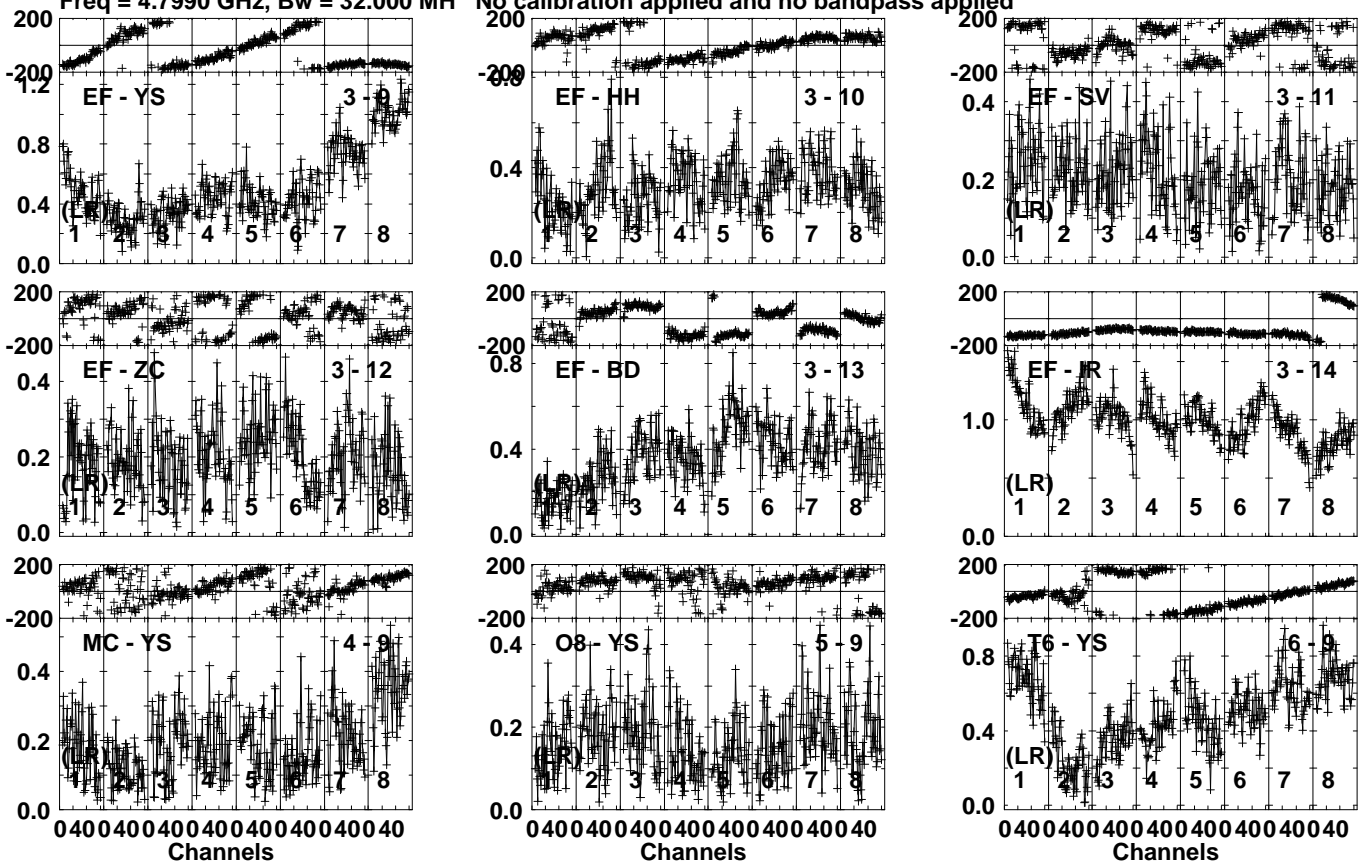 Freq = 4.7990 GHz, Bw = 32.000 MH No calibration applied and no bandpass applied
200 200 200
-200 -200 -200
1.2 0.8 0.4
EF - YS 3 - 9 EF - HH 3 - 10 EF - SV 3 - 11
0.8 0.4 0.2
0.4
(LR) (LR) (LR)
1 2 3 4 5 6 7 8 1 2 3 4 5 6 7 8 1 2 3 4 5 6 7 8
0.0 0.0 0.0
200 200 200
-200 -200 -200
EF - ZC 3 - 12 EF - BD 3 - 13 EF - IR 3 - 14
0.4 0.8 1.0
0.2 0.4
(LR) (LR) (LR)
1 2 3 4 5 6 7 8 1 2 3 4 5 6 7 8 1 2 3 4 5 6 7 8
0.0 0.0 0.0
200 200 200
-200 -200 -200
MC - YS 4 - 9 O8 - YS 5 - 9 T6 - YS 6 - 9
0.4 0.4 0.8
0.2 0.2 0.4
(LR) (LR) (LR)
1 2 3 4 5 6 7 8 1 2 3 4 5 6 7 8 1 2 3 4 5 6 7 8
0.0 0.0 0.0
0 40 0 40 0 40 0 40 0 40 0 40 0 40 0 40 0 40 0 40 0 40 0 40 0 40 0 40 0 40 0 40 0 40 0 40 0 40 0 40 0 40 0 40 0 40 0 40
Channels Channels Channels